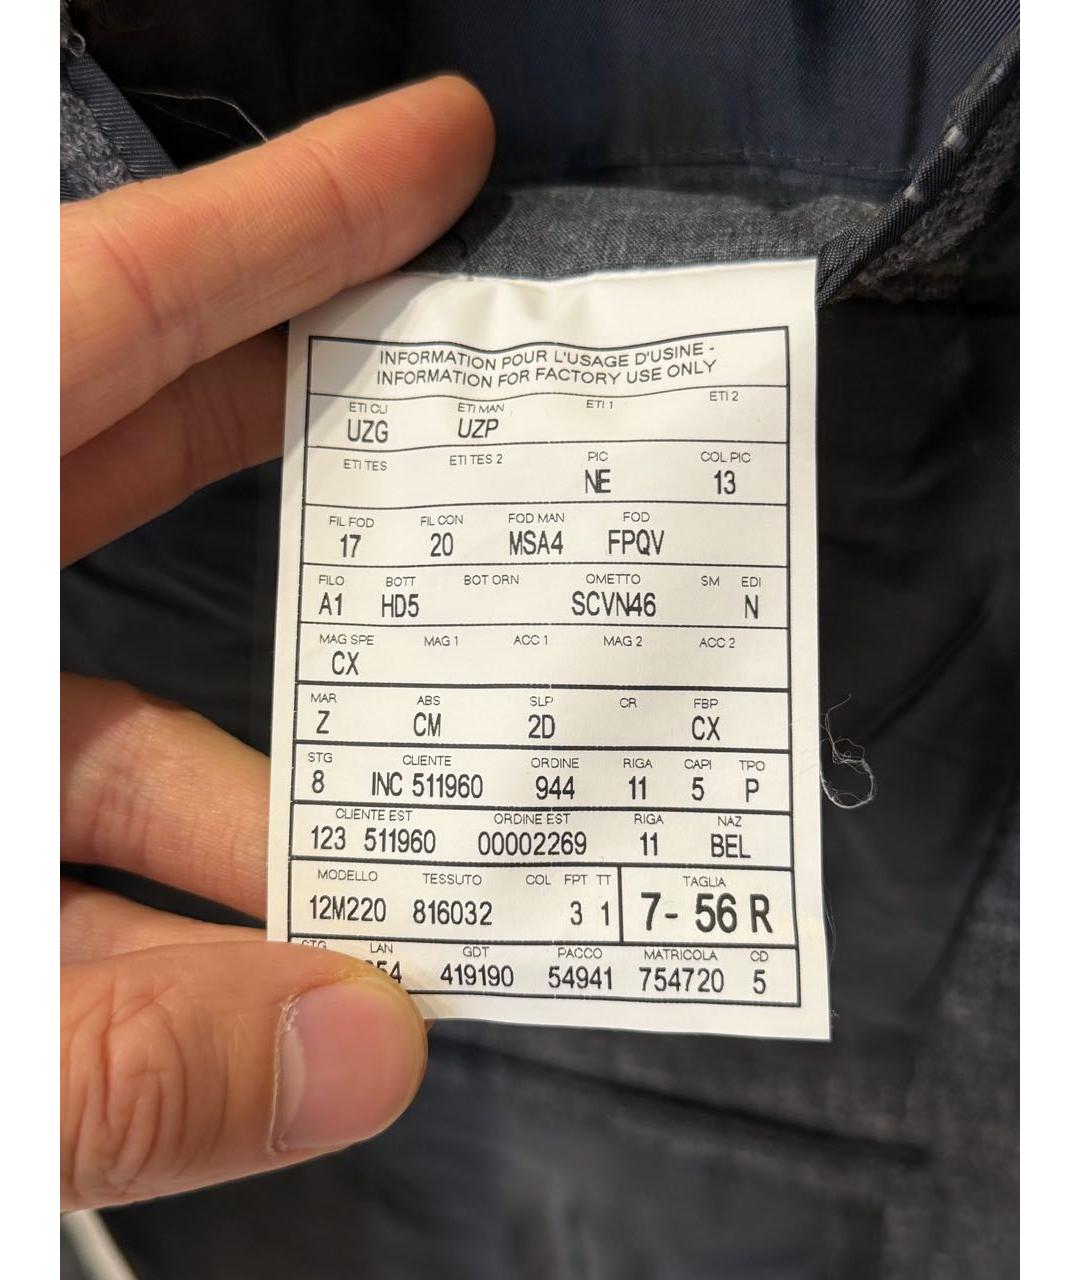 INFORMATION POUR L'USAGE D'USINE -
INFORMATION FOR FACTORY USE ONLY
ETI CLI ETI MAN ETI 1 ETI 2
UZG UZP
ETI TES ETI TES 2 PIC COL PIC
NE 13
FIL FOD FIL CON FOD MAN FOD
17 20 MSA4 FPQV
FILO BOTT BOT ORN OMETTO SM EDI
A1 HD5 SCVN46 N
MAG SPE MAG 1 ACC 1 MAG 2 ACC 2
CX
MAR ABS SLP CR FBP
Z CM 2D CX
STG CLIENTE ORDINE RIGA CAPI TPO
8 INC 511960 944 11 5 P
CLIENTE EST ORDINE EST RIGA NAZ
123 511960 00002269 11 BEL
MODELLO TESSUTO COL FPT TT TAGLIA
12M220 816032 3 1 7- 56 R
LAN GDT PACCO MATRICOLA CD
419190 54941 754720 5